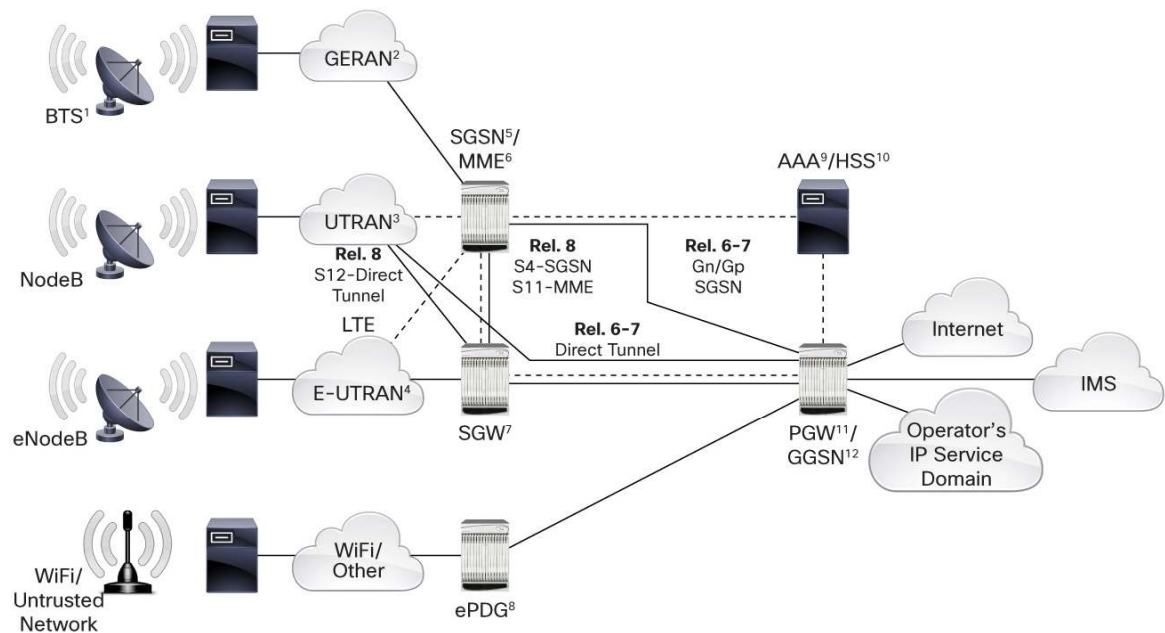 BTS¹
GERAN²
SGSN⁵/
MME⁶
AAA⁹/HSS¹⁰
NodeB
UTRAN³
Rel. 8
S12-Direct
Tunnel
Rel. 8
S4-SGSN
S11-MME
Rel. 6-7
Gn/Gp
SGSN
LTE
Rel. 6-7
Direct Tunnel
Internet
eNodeB
E-UTRAN⁴
SGW⁷
PGW¹¹/
GGSN¹²
IMS
Operator's
IP Service
Domain
WiFi/
Untrusted
Network
WiFi/
Other
ePDG⁸